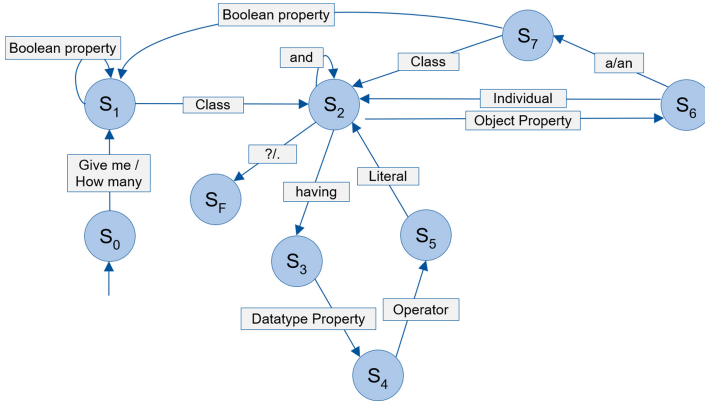 Boolean property
S7
Boolean property
and
Class
a/an
S1
Class
S2
Individual
S6
Object Property
?/.
Give me /
How many
Literal
having
SF
S0
S5
S3
Datatype Property
Operator
S4